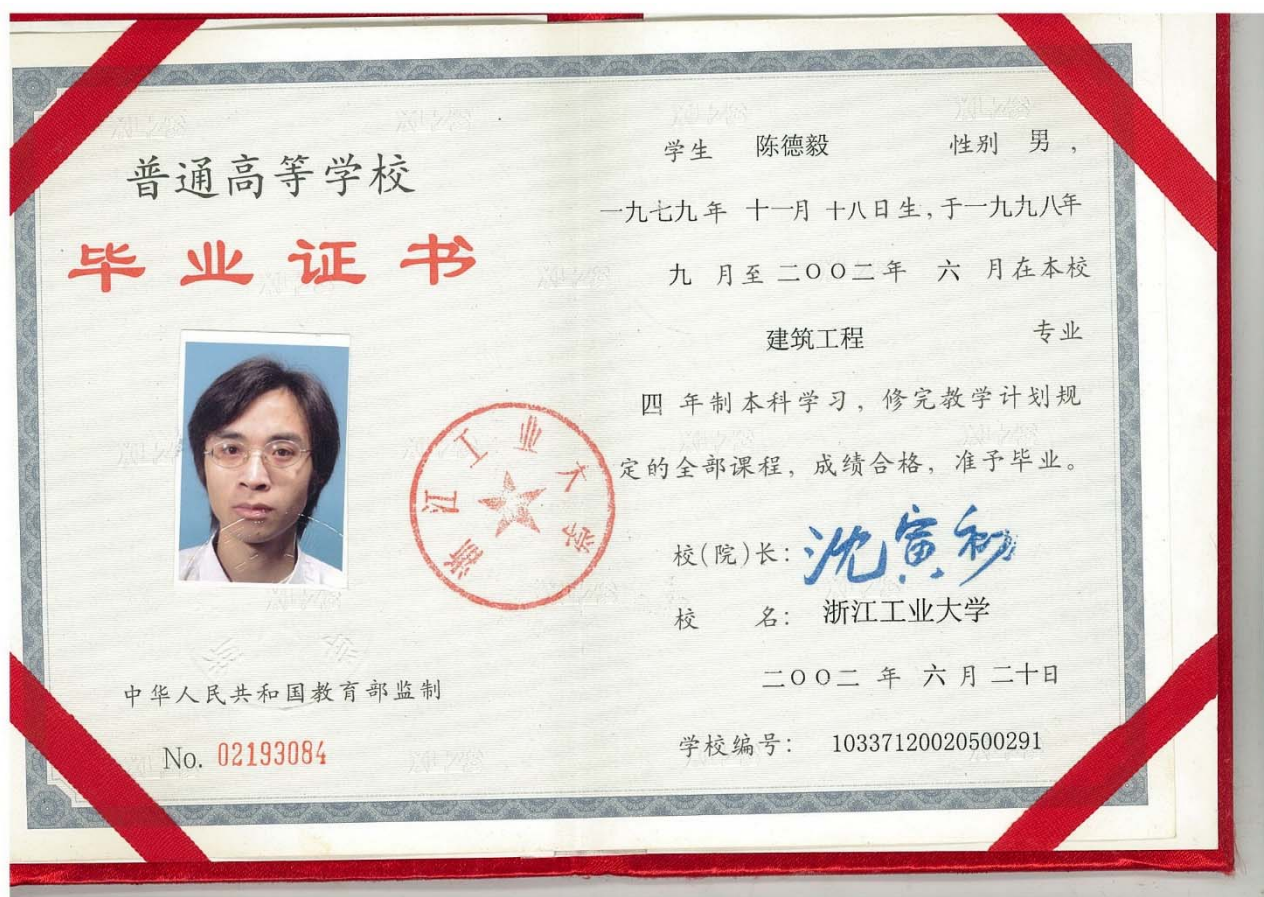 普通高等学校
毕业证书
浙江工业大学
中华人民共和国教育部监制
No. 02193084
学生 陈德毅 性别 男，
一九七九年 十一月 十八日生，于一九九八年
九 月至 二〇〇二年 六 月在本校
建筑工程 专业
四 年制本科学习，修完教学计划规
定的全部课程，成绩合格，准予毕业。
校(院)长：沈寅初
校 名：浙江工业大学
二〇〇二 年 六 月 二十日
学校编号： 10337120020500291